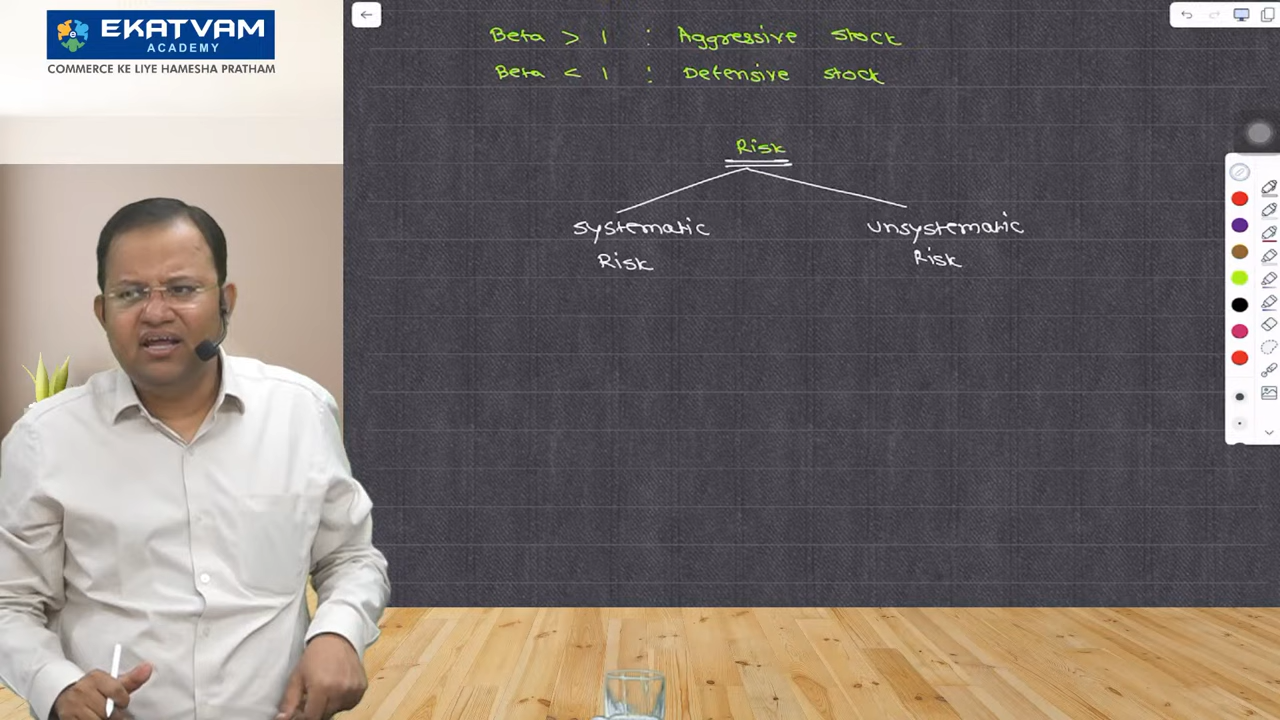 EKATVAM
ACADEMY
COMMERCE KE LIYE HAMESHA PRATHAM
Beta > 1 : Aggressive stock
Beta < 1 : Defensive stock
Risk
systematic
Risk
unsystematic
Risk